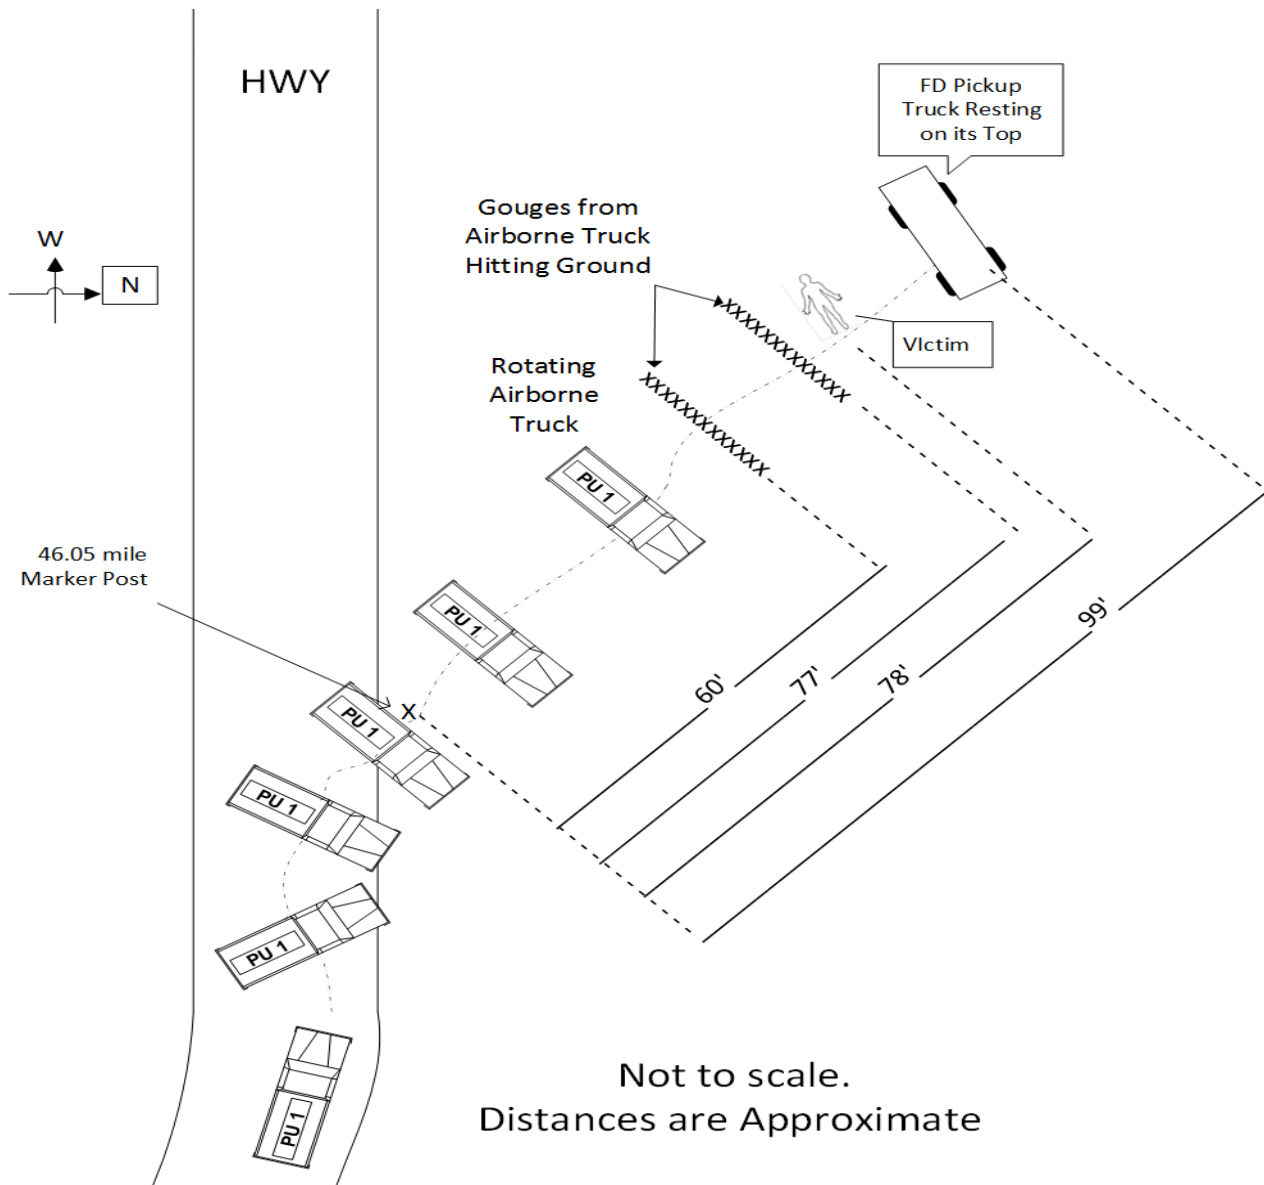 HWY
FD Pickup
Truck Resting
on its Top
Gouges from
Airborne Truck
Hitting Ground
W
N
XXXXXXXXXXXXXX
VIctim
Rotating
Airborne
Truck
XXXXXXXXXXXXXX
PU 1
46.05 mile
Marker Post
PU 1
99'
60'
77'
78'
X
PU 1
PU 1
PU 1
PU 1
Not to scale.
Distances are Approximate